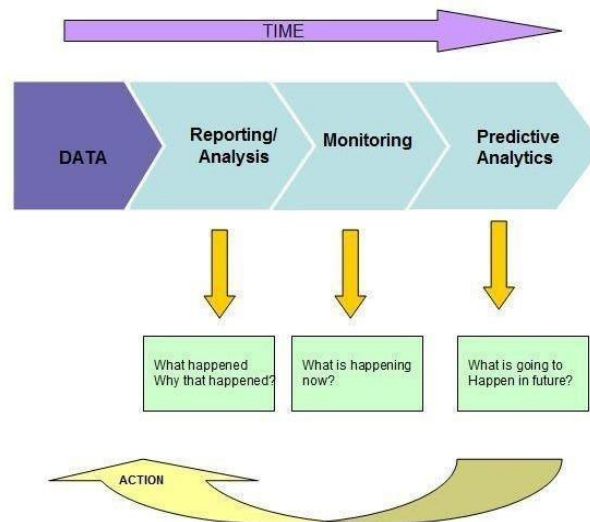 TIME
DATA
Reporting/
Analysis
Monitoring
Predictive
Analytics
What happened
Why that happened?
What is happening
now?
What is going to
Happen in future?
ACTION